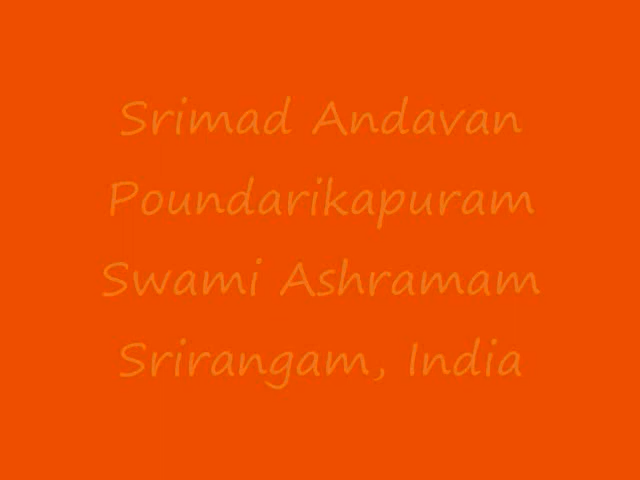 Srimad Andavan
Poundarikapuram
Swami Ashramam
Srirangam, India